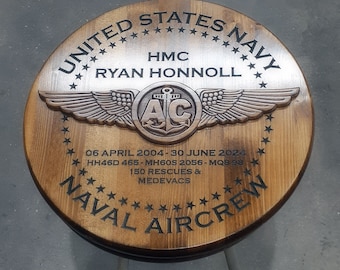 UNITED STATES NAVY
HMC
RYAN HONNOLL
AC
06 APRIL 2004 - 30 JUNE 2024
HH46D 465 - MH60S 2056 -
150 RESCUES &
MEDEVACS
NAVAL AIRCREW